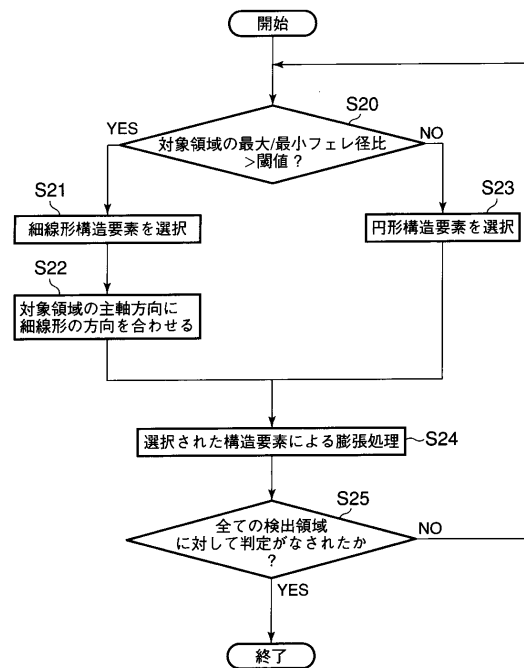 開始
S20
YES
対象領域の最大/最小フェレ径比
>閾値？
NO
S21
細線形構造要素を選択
S23
円形構造要素を選択
S22
対象領域の主軸方向に
細線形の方向を合わせる
選択された構造要素による膨張処理
S24
S25
全ての検出領域
に対して判定がなされたか
？
NO
YES
終了